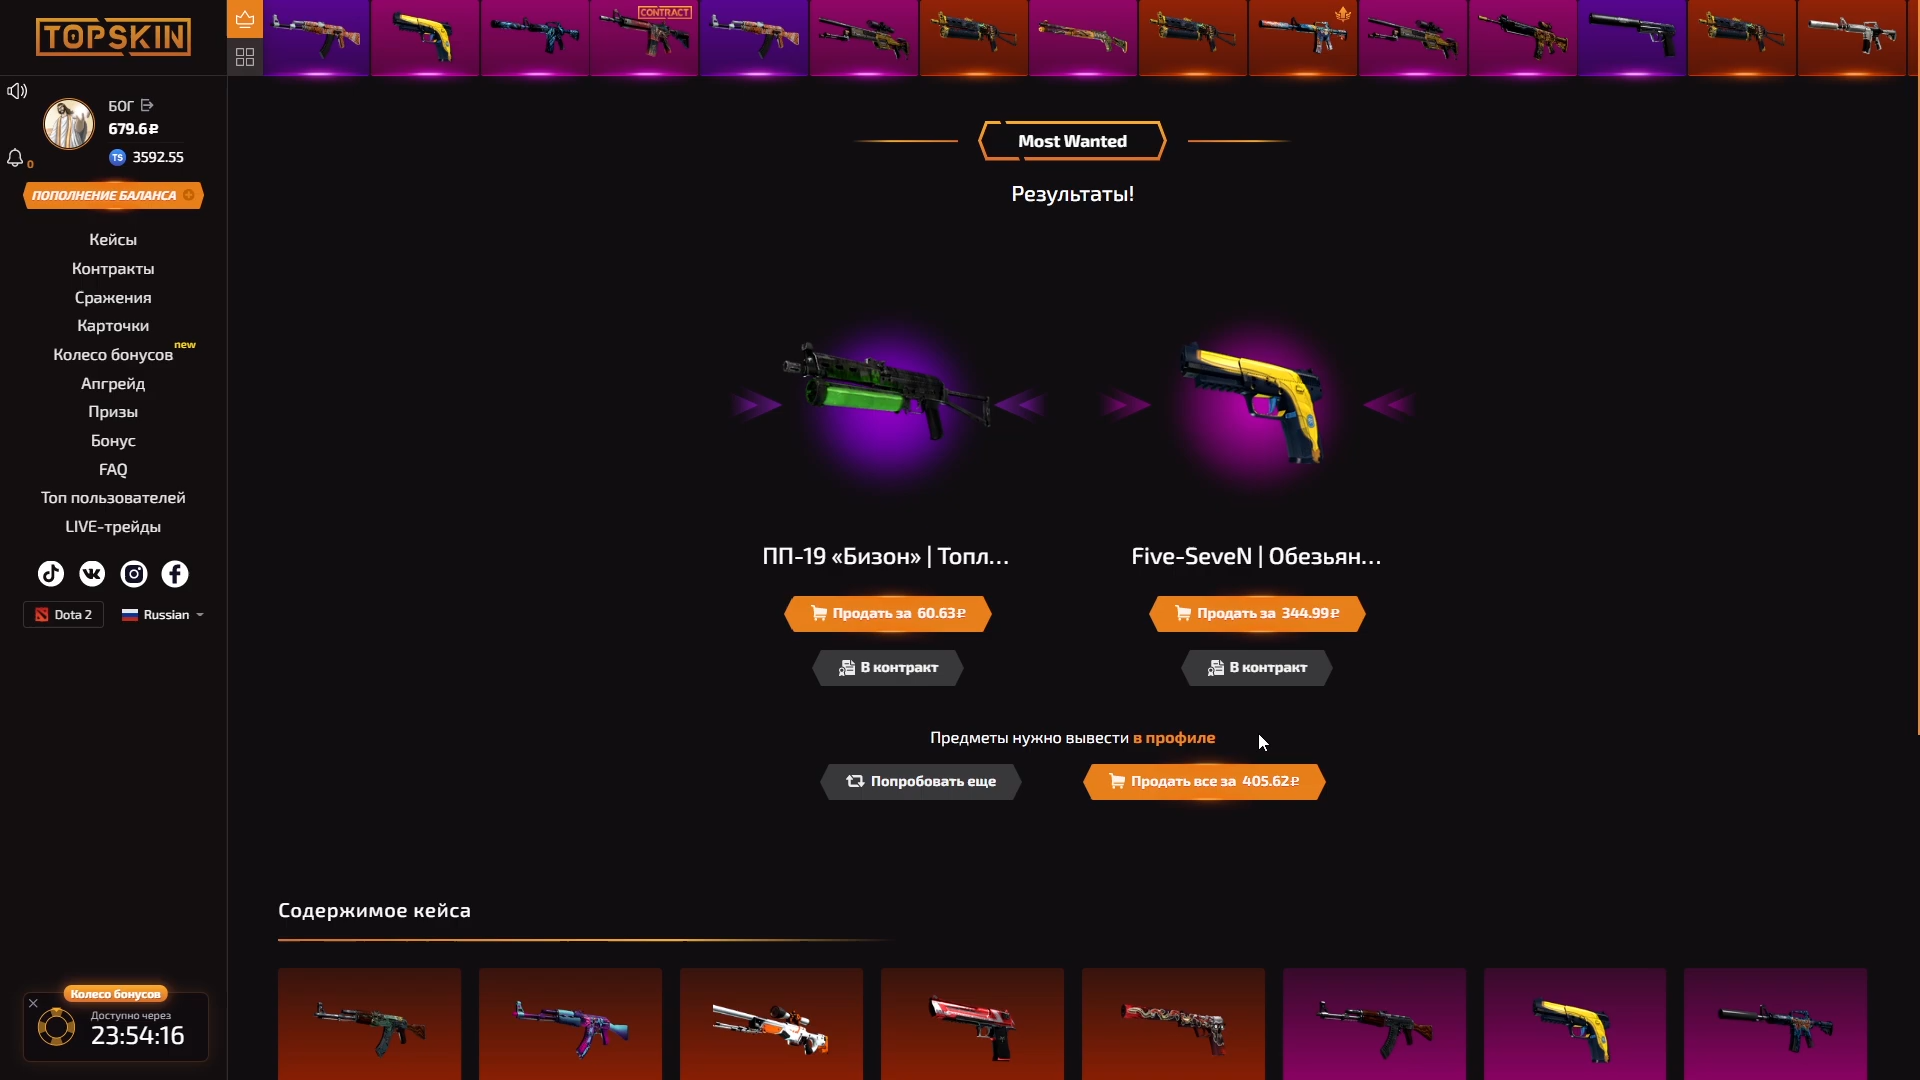 TOPSKIN
CONTRACT
БОГ
679.6₽
TS 3592.55
0
ПОПОЛНЕНИЕ БАЛАНСА
Кейсы
Контракты
Сражения
Карточки
Колесо бонусов new
Апгрейд
Призы
Бонус
FAQ
Топ пользователей
LIVE-трейды
Dota 2
Russian
Колесо бонусов
Доступно через
23:54:16
Most Wanted
Результаты!
ПП-19 «Бизон» | Топл...
Five-SeveN | Обезьян...
Продать за 60.63₽
Продать за 344.99₽
В контракт
В контракт
Предметы нужно вывести в профиле
Попробовать еще
Продать все за 405.62₽
Содержимое кейса